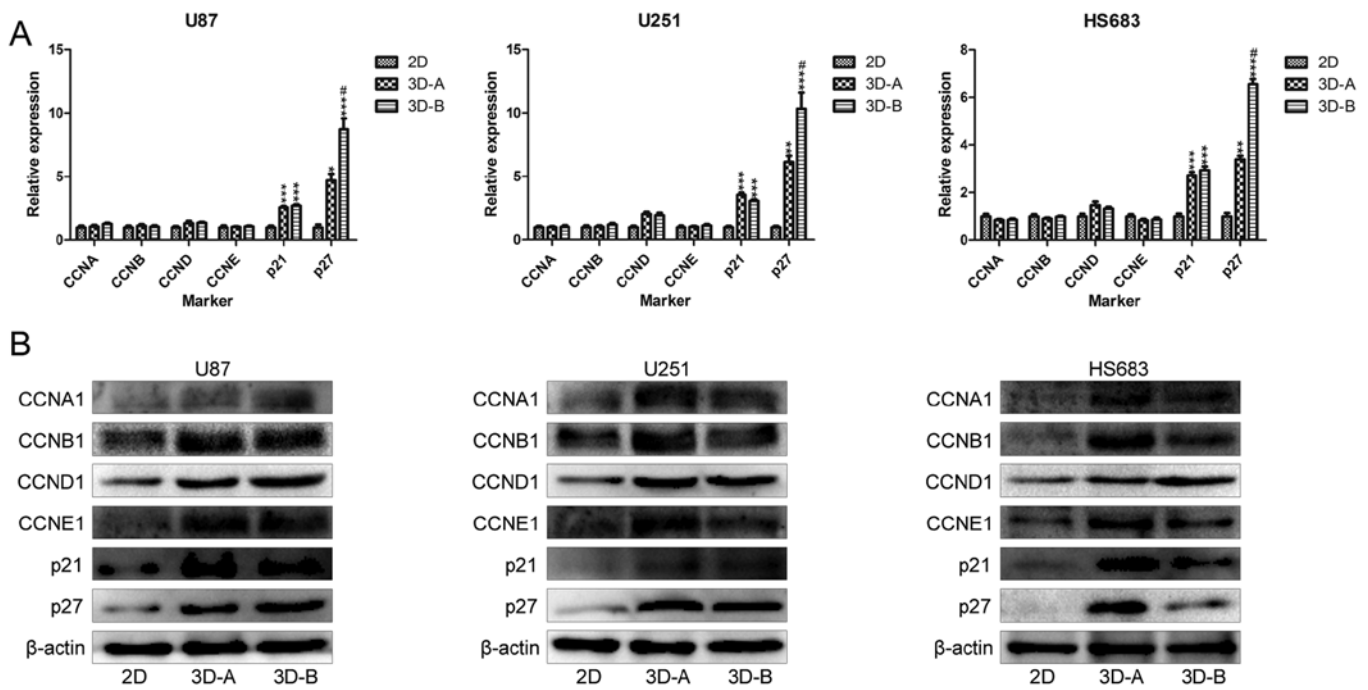 A
U87
Relative expression
15
10
5
0
CCNA
CCNB
CCND
CCNE
p21
p27
Marker
***
***
**
****#
2D
3D-A
3D-B
U251
Relative expression
15
10
5
0
CCNA
CCNB
CCND
CCNE
p21
p27
Marker
****
***
**
****#
2D
3D-A
3D-B
HS683
Relative expression
8
6
4
2
0
CCNA
CCNB
CCND
CCNE
p21
p27
Marker
****
****
***
****#
2D
3D-A
3D-B
B
U87
CCNA1
CCNB1
CCND1
CCNE1
p21
p27
β-actin
2D 3D-A 3D-B
U251
CCNA1
CCNB1
CCND1
CCNE1
p21
p27
β-actin
2D 3D-A 3D-B
HS683
CCNA1
CCNB1
CCND1
CCNE1
p21
p27
β-actin
2D 3D-A 3D-B